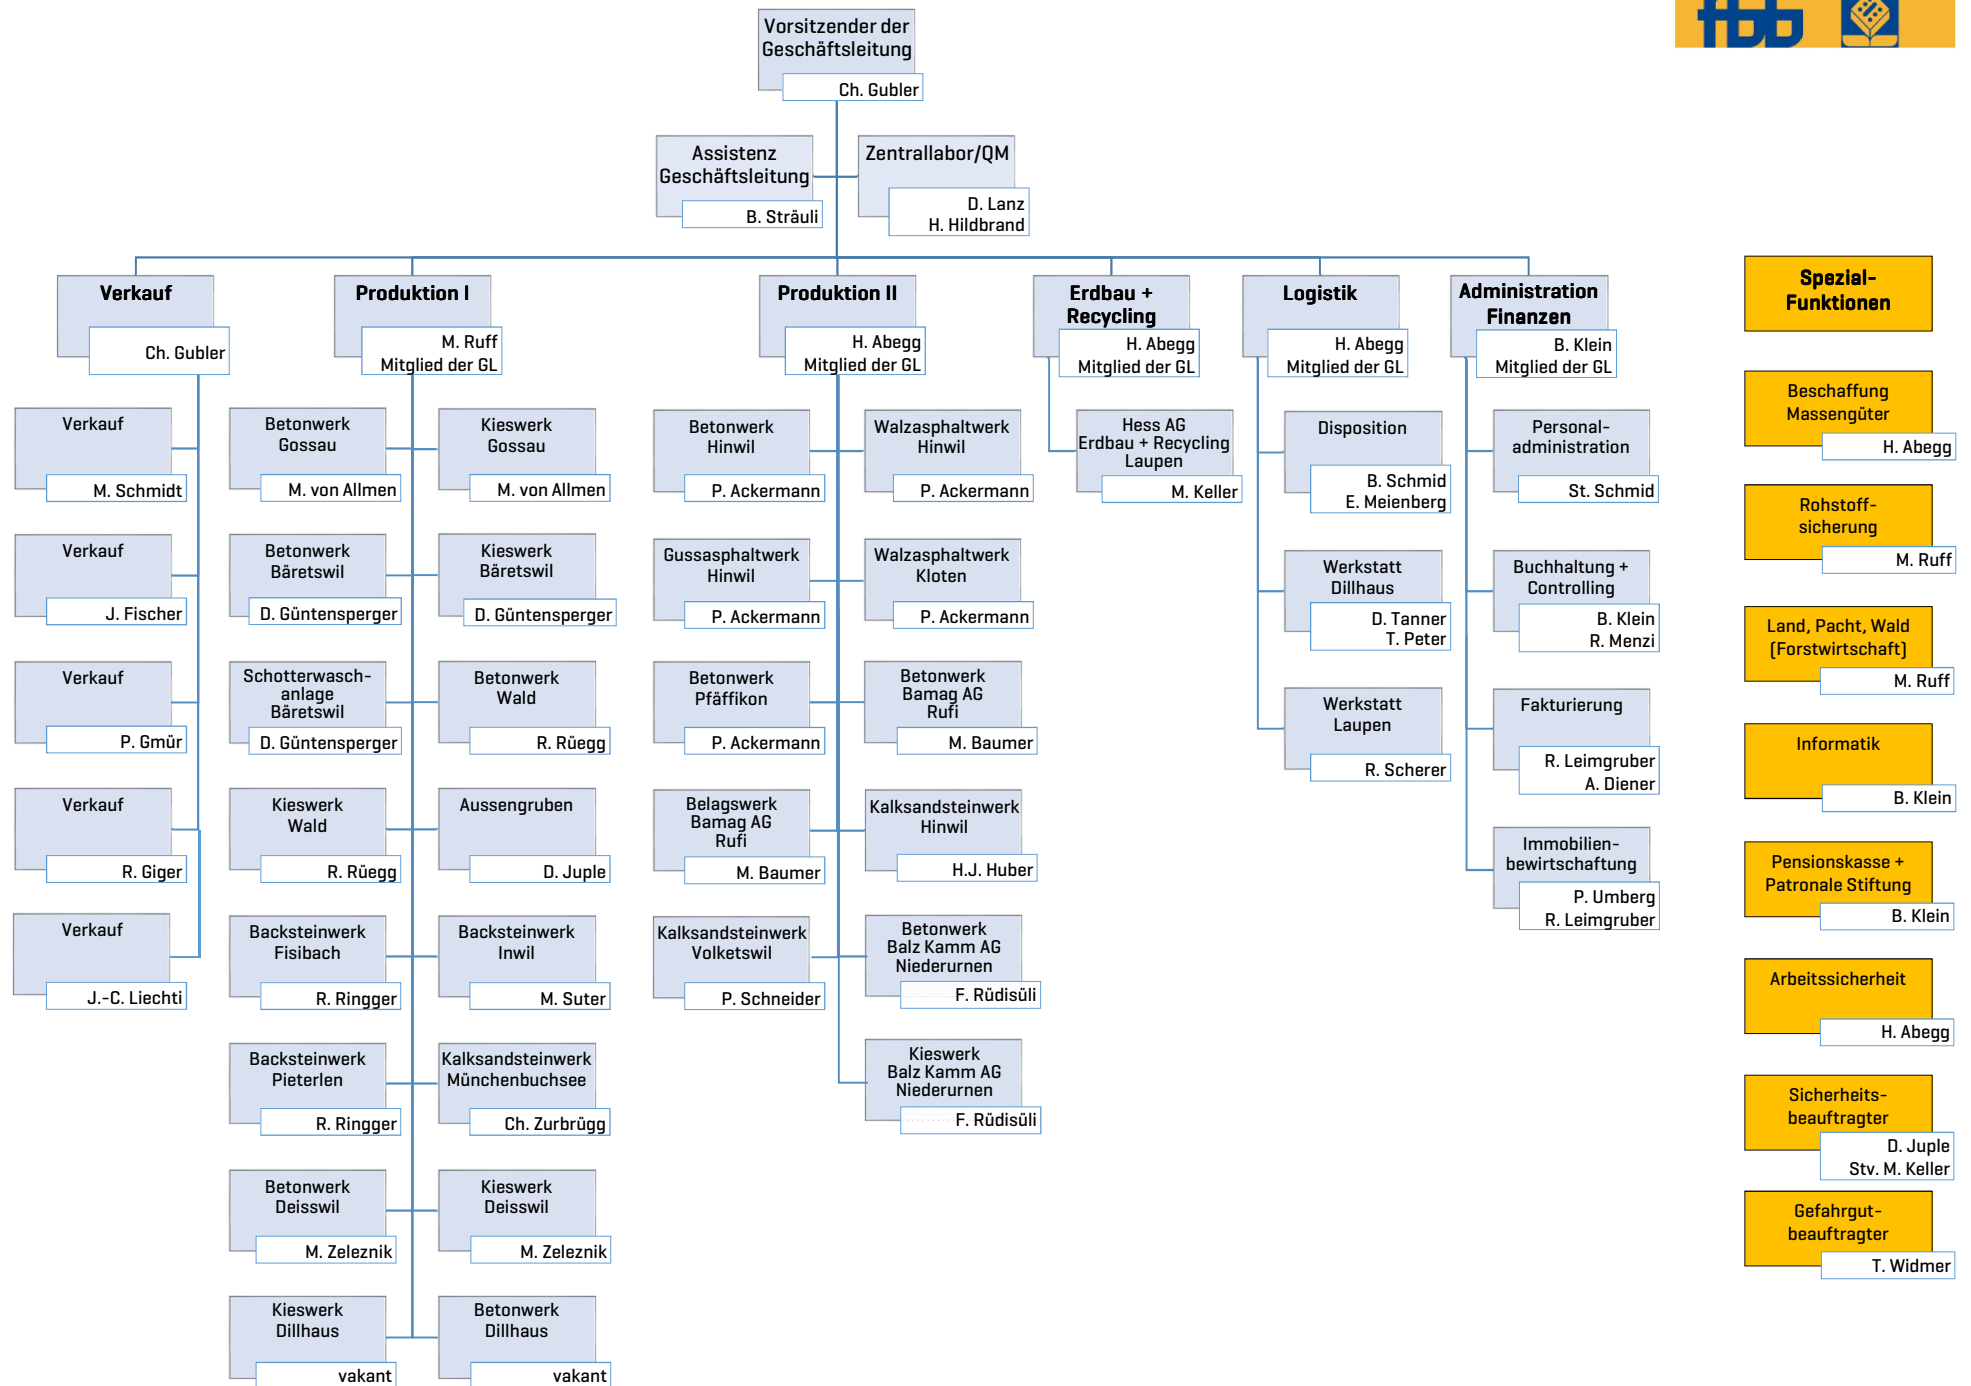 fbb
Vorsitzender der
Geschäftsleitung
Ch. Gubler
Assistenz
Geschäftsleitung
B. Sträuli
Zentrallabor/QM
D. Lanz
H. Hildbrand
Verkauf
Ch. Gubler
Verkauf
M. Schmidt
Verkauf
J. Fischer
Verkauf
P. Gmür
Verkauf
R. Giger
Verkauf
J.-C. Liechti
Produktion I
M. Ruff
Mitglied der GL
Betonwerk
Gossau
M. von Allmen
Kieswerk
Gossau
M. von Allmen
Betonwerk
Bäretswil
D. Güntensperger
Kieswerk
Bäretswil
D. Güntensperger
Schotterwasch-
anlage
Bäretswil
D. Güntensperger
Betonwerk
Wald
R. Rüegg
Kieswerk
Wald
R. Rüegg
Aussengruben
D. Juple
Backsteinwerk
Fisibach
R. Ringger
Backsteinwerk
Inwil
M. Suter
Backsteinwerk
Pieterlen
R. Ringger
Kalksandsteinwerk
Münchenbuchsee
Ch. Zurbrügg
Betonwerk
Deisswil
M. Zeleznik
Kieswerk
Deisswil
M. Zeleznik
Kieswerk
Dillhaus
vakant
Betonwerk
Dillhaus
vakant
Produktion II
H. Abegg
Mitglied der GL
Betonwerk
Hinwil
P. Ackermann
Walzasphaltwerk
Hinwil
P. Ackermann
Gussasphaltwerk
Hinwil
P. Ackermann
Walzasphaltwerk
Kloten
P. Ackermann
Betonwerk
Pfäffikon
P. Ackermann
Betonwerk
Bamag AG
Rufi
M. Baumer
Belagswerk
Bamag AG
Rufi
M. Baumer
Kalksandsteinwerk
Hinwil
H.J. Huber
Kalksandsteinwerk
Volketswil
P. Schneider
Betonwerk
Balz Kamm AG
Niederurnen
F. Rüdisüli
Kieswerk
Balz Kamm AG
Niederurnen
F. Rüdisüli
Erdbau +
Recycling
H. Abegg
Mitglied der GL
Hess AG
Erdbau + Recycling
Laupen
M. Keller
Logistik
H. Abegg
Mitglied der GL
Disposition
B. Schmid
E. Meienberg
Werkstatt
Dillhaus
D. Tanner
T. Peter
Werkstatt
Laupen
R. Scherer
Administration
Finanzen
B. Klein
Mitglied der GL
Personal-
administration
St. Schmid
Buchhaltung +
Controlling
B. Klein
R. Menzi
Fakturierung
R. Leimgruber
A. Diener
Immobilien-
bewirtschaftung
P. Umberg
R. Leimgruber
Spezial-
Funktionen
Beschaffung
Massengüter
H. Abegg
Rohstoff-
sicherung
M. Ruff
Land, Pacht, Wald
(Forstwirtschaft)
M. Ruff
Informatik
B. Klein
Pensionskasse +
Patronale Stiftung
B. Klein
Arbeitssicherheit
H. Abegg
Sicherheits-
beauftragter
D. Juple
Stv. M. Keller
Gefahrgut-
beauftragter
T. Widmer